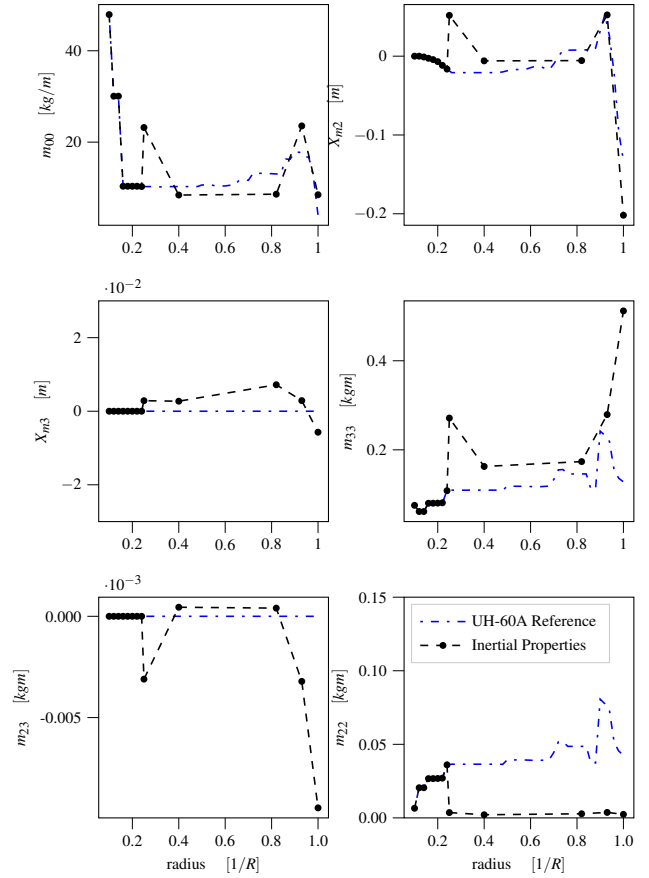 40
20
m00 [kg/m]
0.2 0.4 0.6 0.8 1
0
−0.1
−0.2
Xm2 [m]
0.2 0.4 0.6 0.8 1
·10−2
2
0
−2
Xm3 [m]
0.2 0.4 0.6 0.8 1
0.4
0.2
m33 [kgm]
0.2 0.4 0.6 0.8 1
·10−3
0.000
-0.005
m23 [kgm]
0.2 0.4 0.6 0.8 1.0
radius [1/R]
0.15
0.10
0.05
0.00
m22 [kgm]
UH-60A Reference
Inertial Properties
0.2 0.4 0.6 0.8 1.0
radius [1/R]